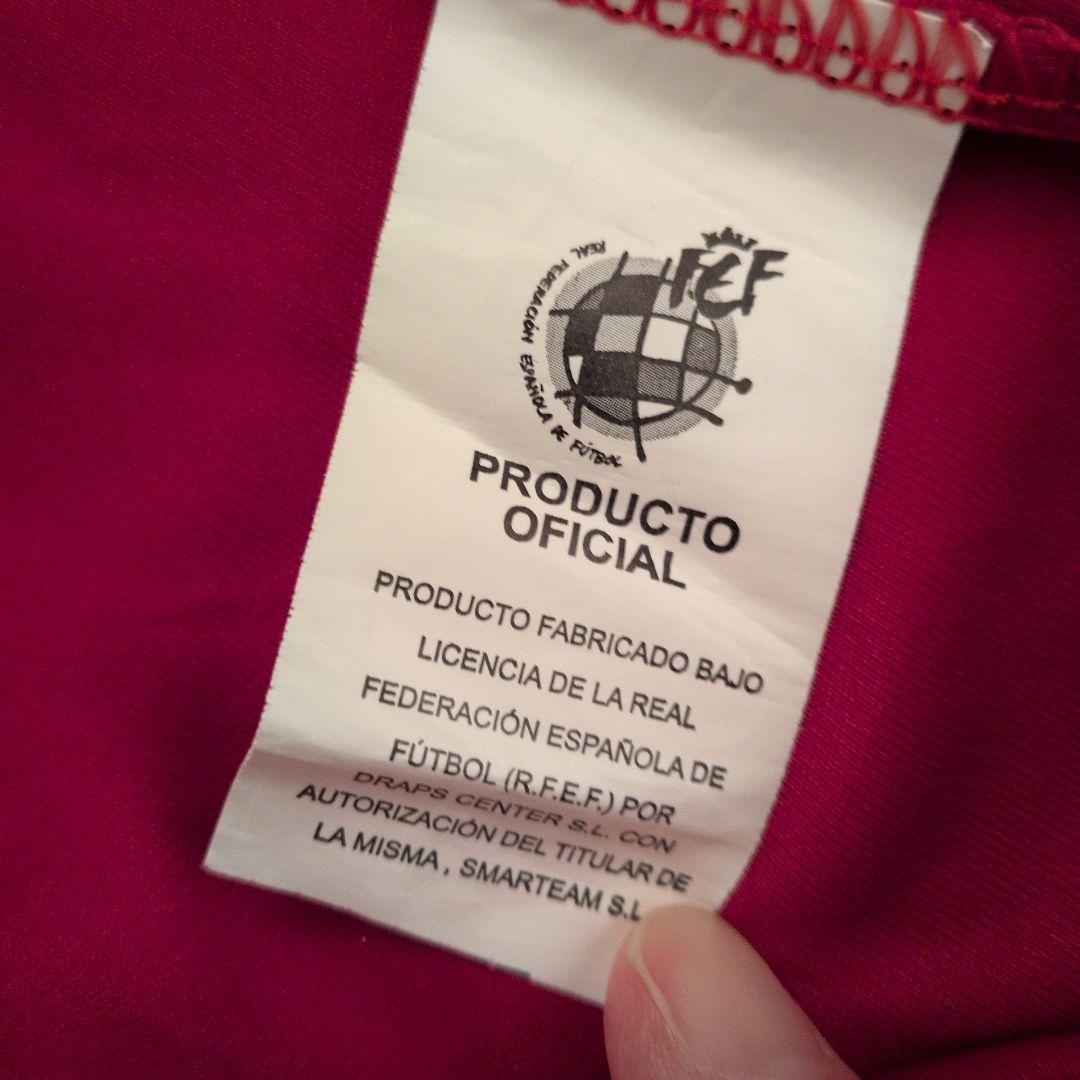 FCF
REAL FEDERACIÓN ESPAÑOLA DE FÚTBOL
PRODUCTO
OFICIAL
PRODUCTO FABRICADO BAJO
LICENCIA DE LA REAL
FEDERACIÓN ESPAÑOLA DE
FÚTBOL (R.F.E.F.) POR
DRAPS CENTER S.L. CON
AUTORIZACIÓN DEL TITULAR DE
LA MISMA, SMARTEAM S.L